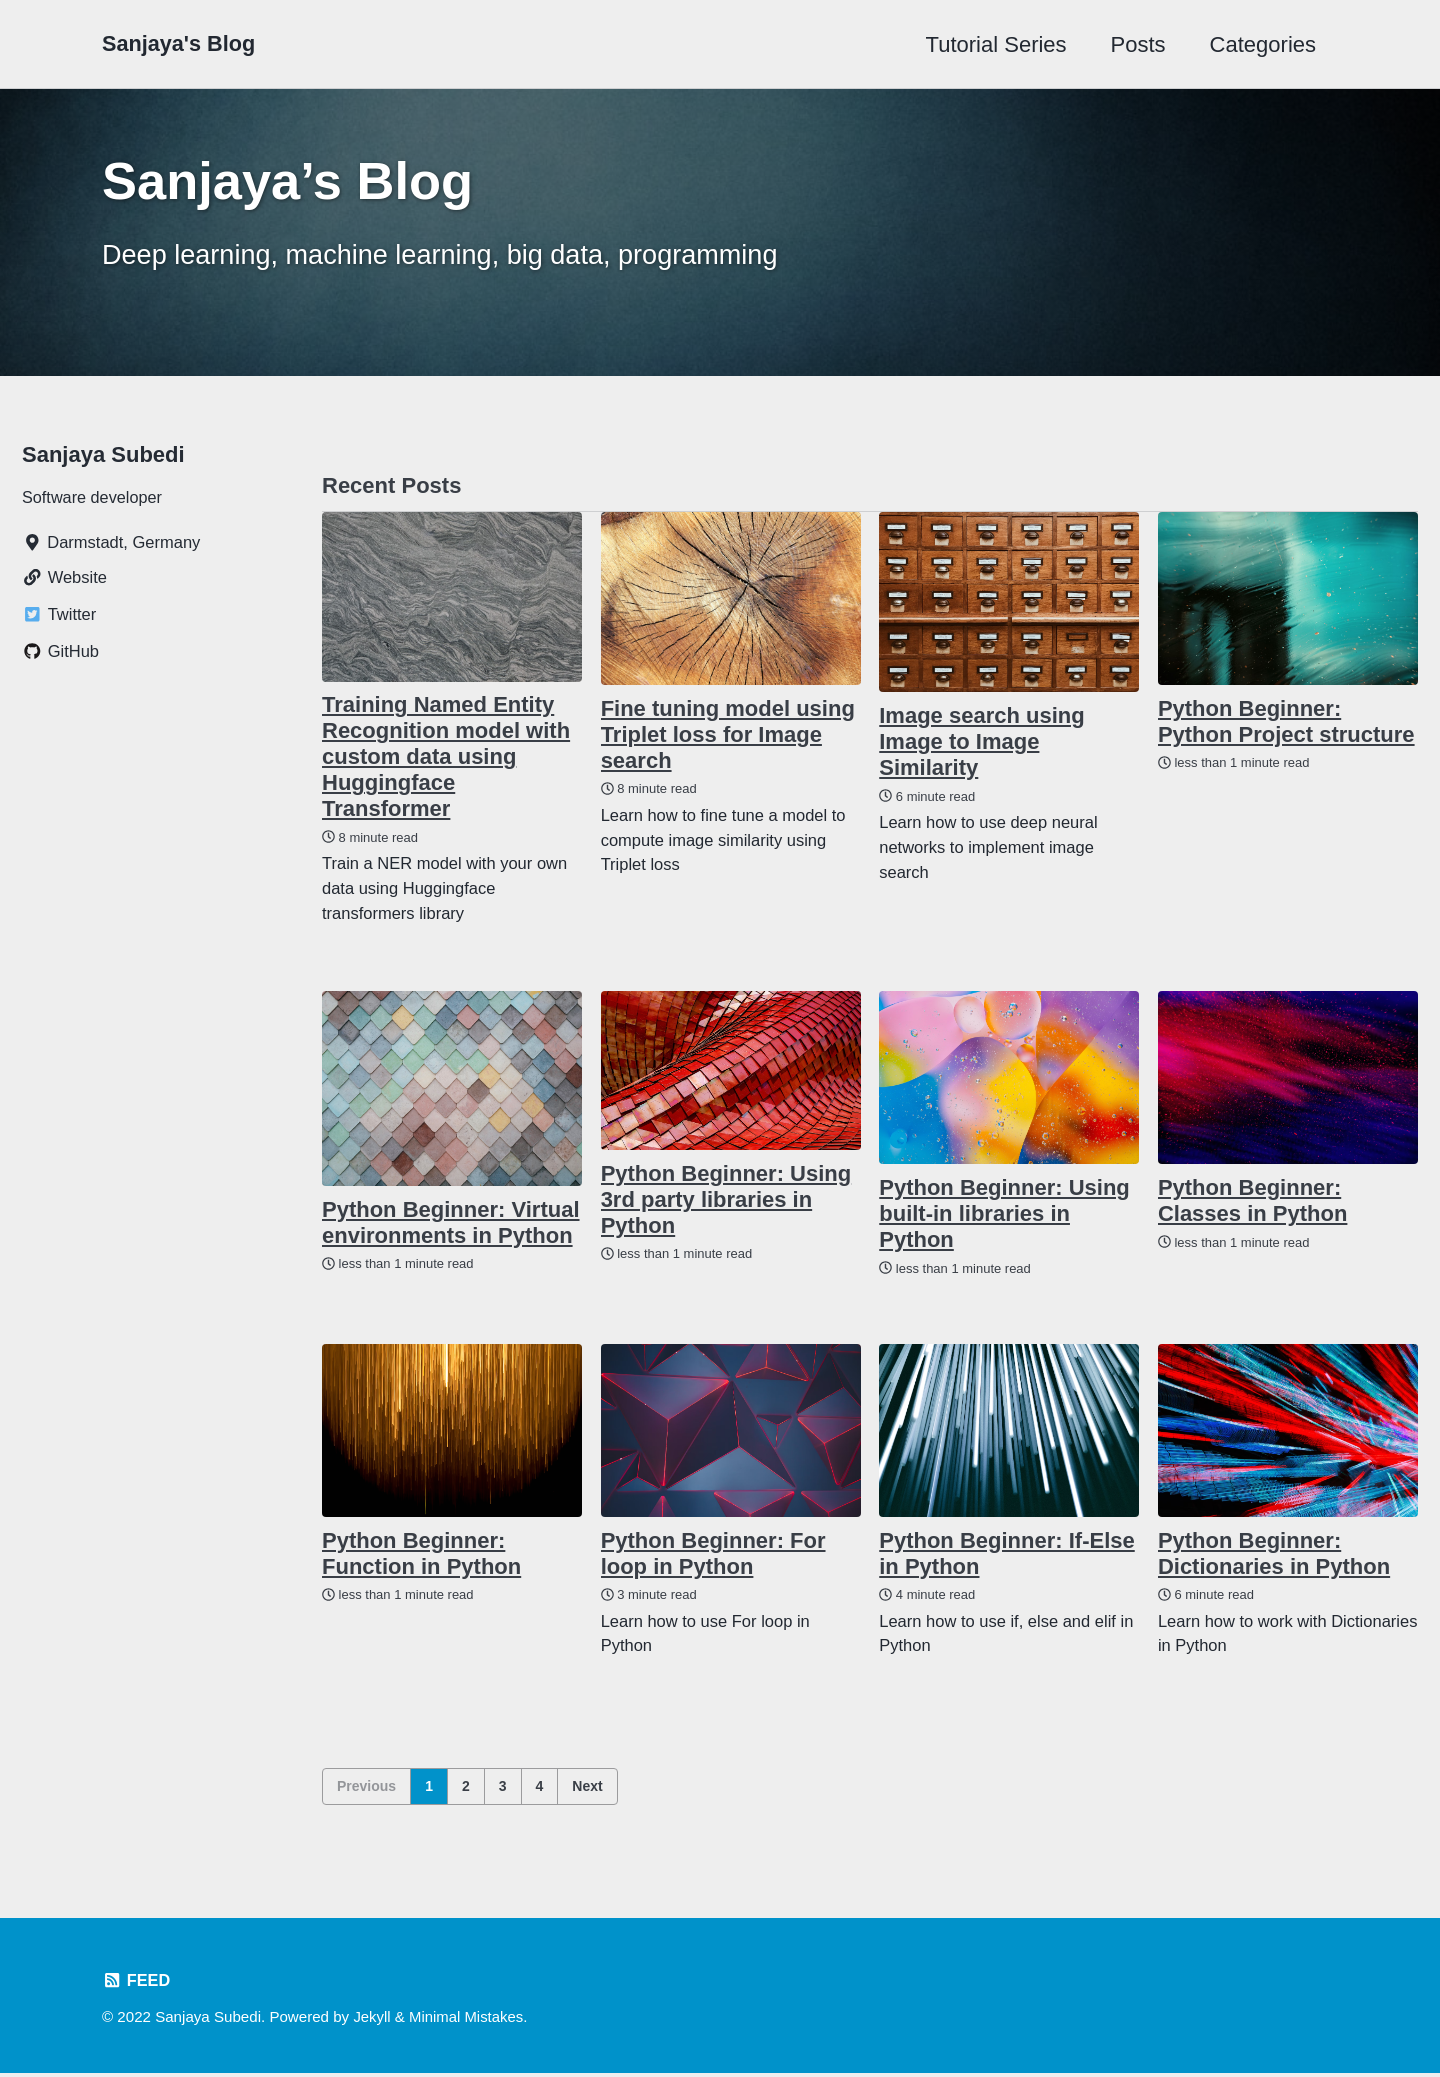 Sanjaya's Blog
Tutorial Series
Posts
Categories
Sanjaya’s Blog
Deep learning, machine learning, big data, programming
Sanjaya Subedi
Software developer
Darmstadt, Germany
Website
Twitter
GitHub
Recent Posts
Training Named Entity
Recognition model with
custom data using
Huggingface
Transformer
8 minute read
Train a NER model with your own
data using Huggingface
transformers library
Fine tuning model using
Triplet loss for Image
search
8 minute read
Learn how to fine tune a model to
compute image similarity using
Triplet loss
Image search using
Image to Image
Similarity
6 minute read
Learn how to use deep neural
networks to implement image
search
Python Beginner:
Python Project structure
less than 1 minute read
Python Beginner: Virtual
environments in Python
less than 1 minute read
Python Beginner: Using
3rd party libraries in
Python
less than 1 minute read
Python Beginner: Using
built-in libraries in
Python
less than 1 minute read
Python Beginner:
Classes in Python
less than 1 minute read
Python Beginner:
Function in Python
less than 1 minute read
Python Beginner: For
loop in Python
3 minute read
Learn how to use For loop in
Python
Python Beginner: If-Else
in Python
4 minute read
Learn how to use if, else and elif in
Python
Python Beginner:
Dictionaries in Python
6 minute read
Learn how to work with Dictionaries
in Python
Previous 1 2 3 4 Next
FEED
© 2022 Sanjaya Subedi. Powered by Jekyll & Minimal Mistakes.